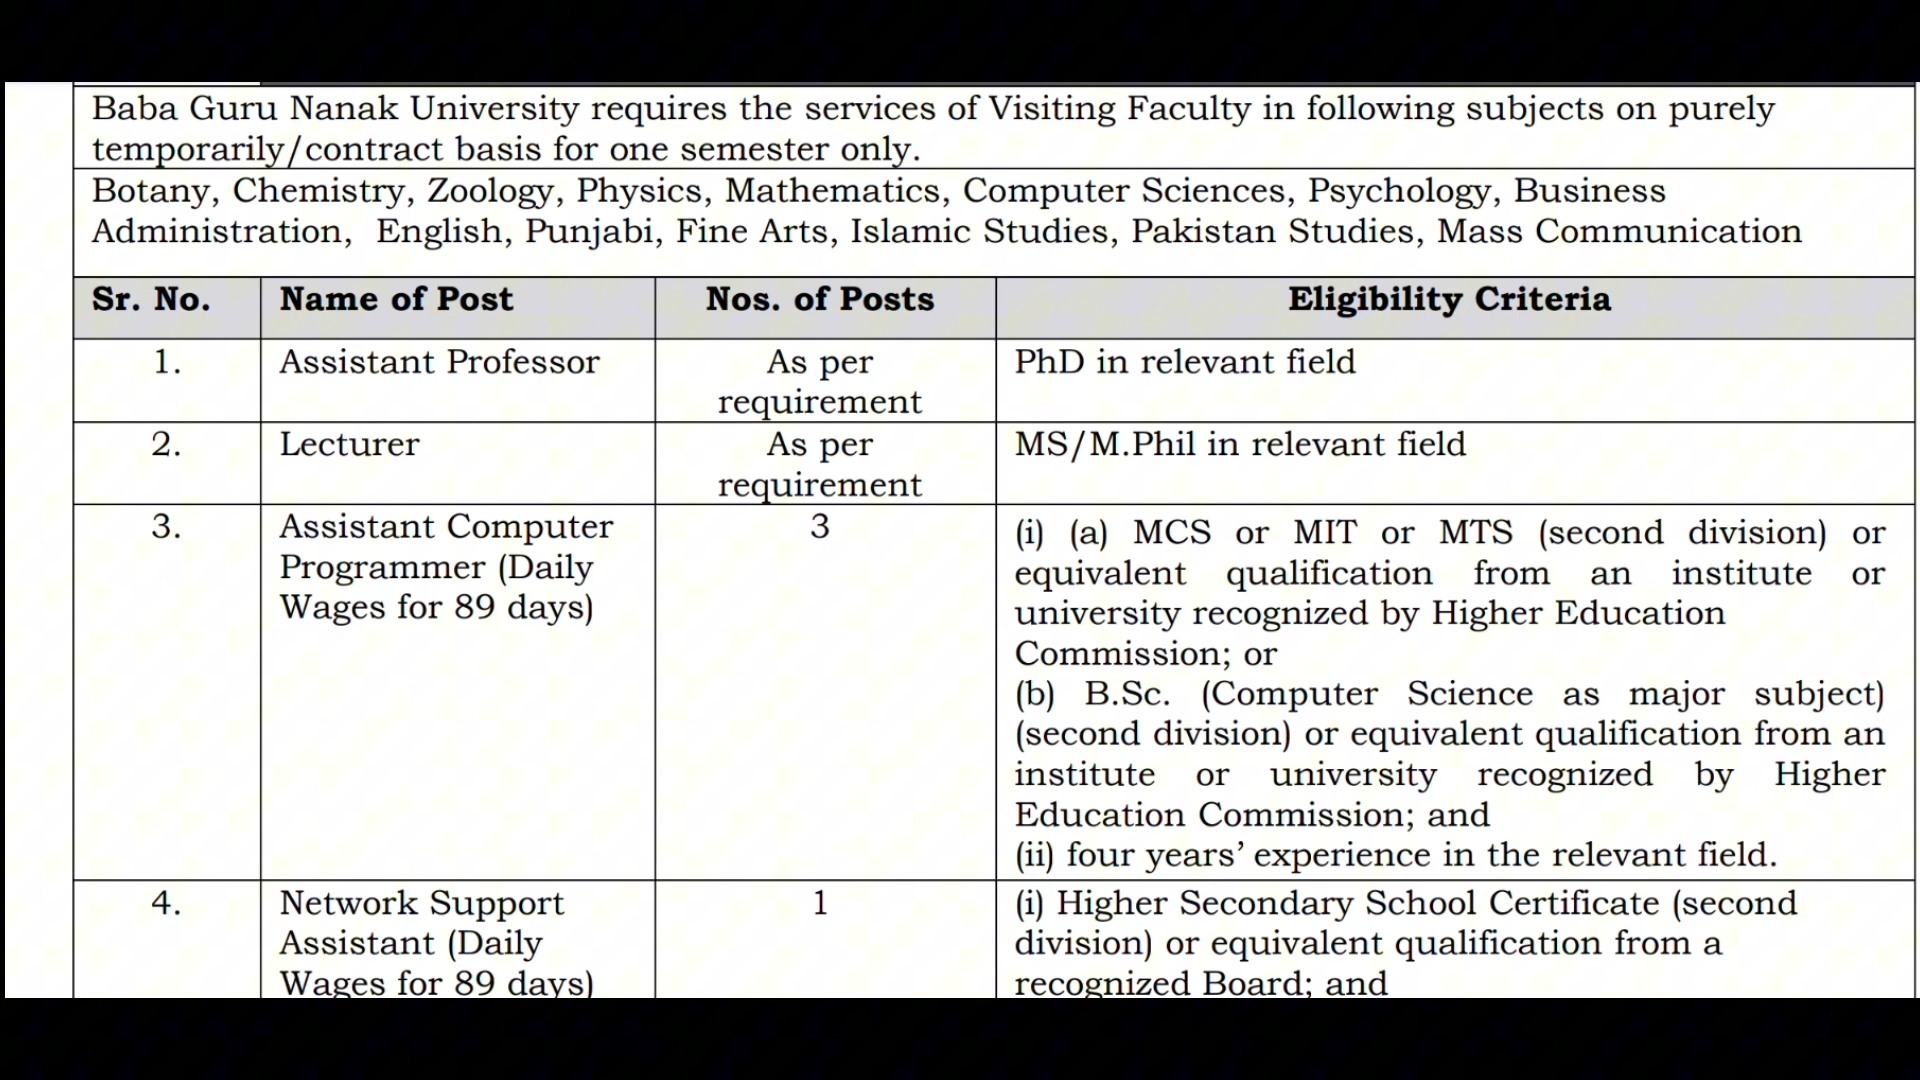 Baba Guru Nanak University requires the services of Visiting Faculty in following subjects on purely
temporarily/contract basis for one semester only.
Botany, Chemistry, Zoology, Physics, Mathematics, Computer Sciences, Psychology, Business
Administration,  English, Punjabi, Fine Arts, Islamic Studies, Pakistan Studies, Mass Communication
Sr. No.
Name of Post
Nos. of Posts
Eligibility Criteria
1.
Assistant Professor
As per
requirement
PhD in relevant field
2.
Lecturer
As per
requirement
MS/M.Phil in relevant field
3.
Assistant Computer
Programmer (Daily
Wages for 89 days)
3
(i) (a) MCS or MIT or MTS (second division) or
equivalent qualification from an institute or
university recognized by Higher Education
Commission; or
(b) B.Sc. (Computer Science as major subject)
(second division) or equivalent qualification from an
institute or university recognized by Higher
Education Commission; and
(ii) four years’ experience in the relevant field.
4.
Network Support
Assistant (Daily
Wages for 89 days)
1
(i) Higher Secondary School Certificate (second
division) or equivalent qualification from a
recognized Board; and